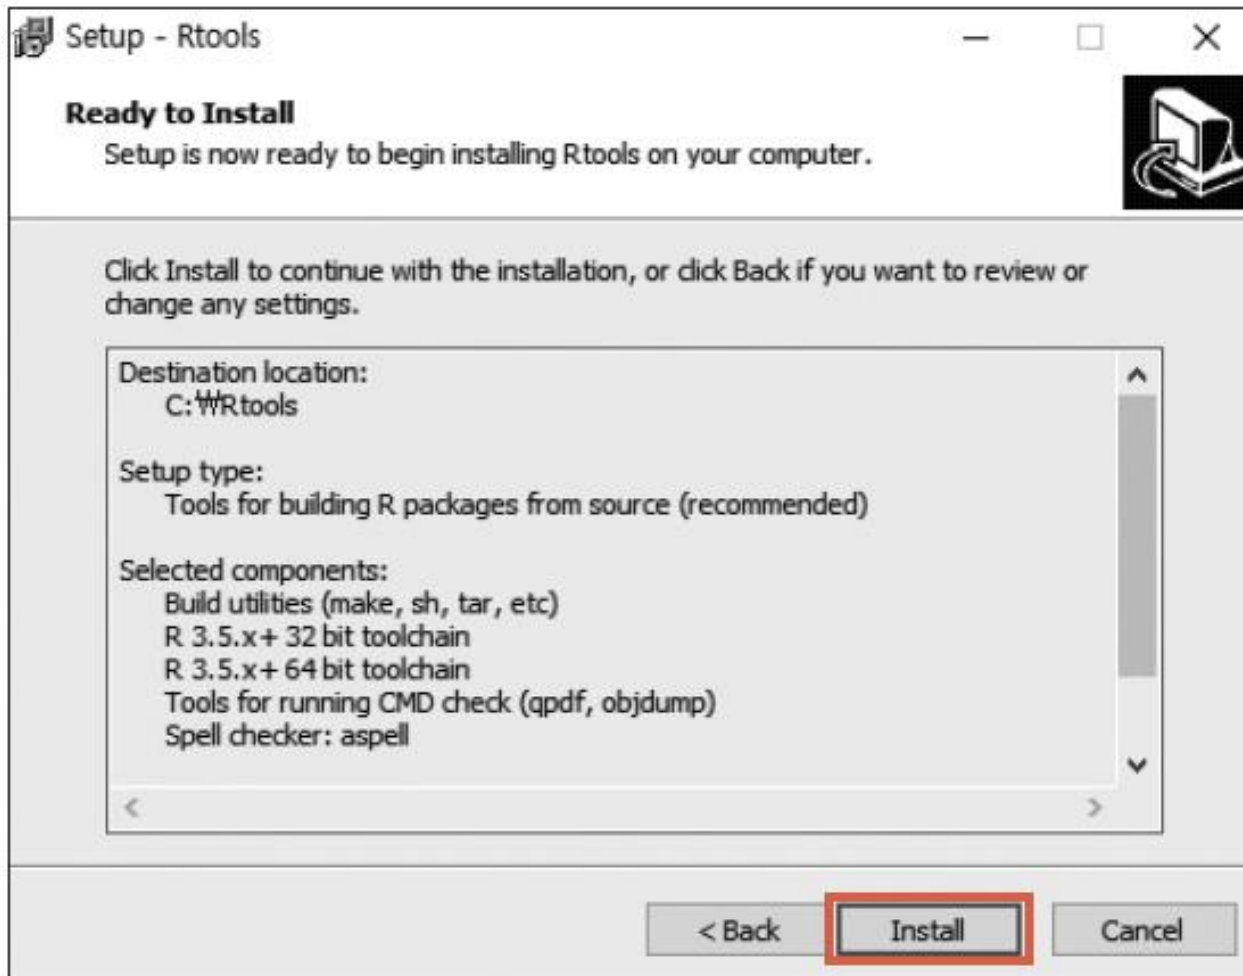 Setup - Rtools
Ready to Install
Setup is now ready to begin installing Rtools on your computer.
Click Install to continue with the installation, or click Back if you want to review or
change any settings.
Destination location:
C:₩Rtools
Setup type:
Tools for building R packages from source (recommended)
Selected components:
Build utilities (make, sh, tar, etc)
R 3.5.x+ 32 bit toolchain
R 3.5.x+ 64 bit toolchain
Tools for running CMD check (qpdf, objdump)
Spell checker: aspell
< Back Install Cancel